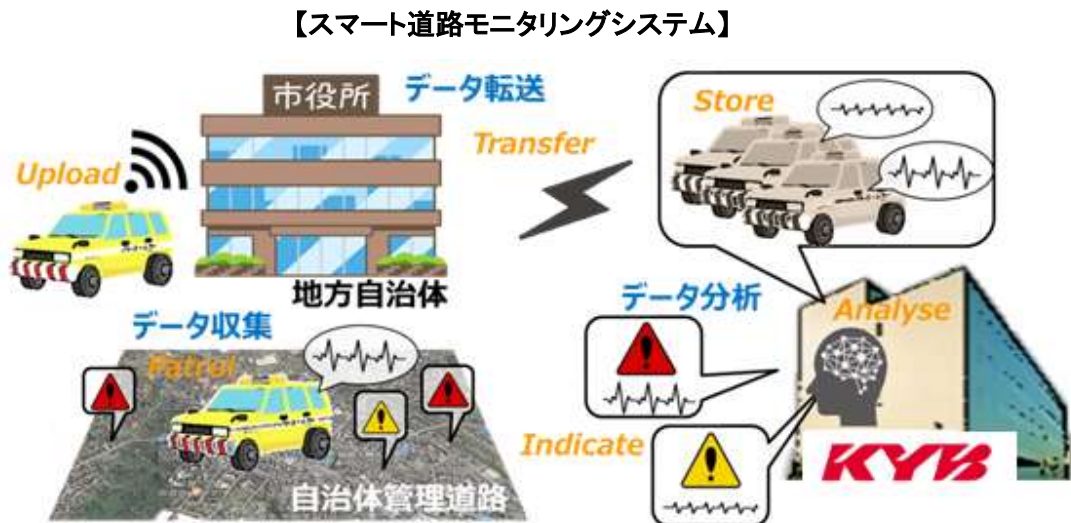 【スマート道路モニタリングシステム】
市役所
データ転送
Transfer
Upload
Store
地方自治体
データ収集
Patrul
自治体管理道路
データ分析
Analyse
Indicate
KYB